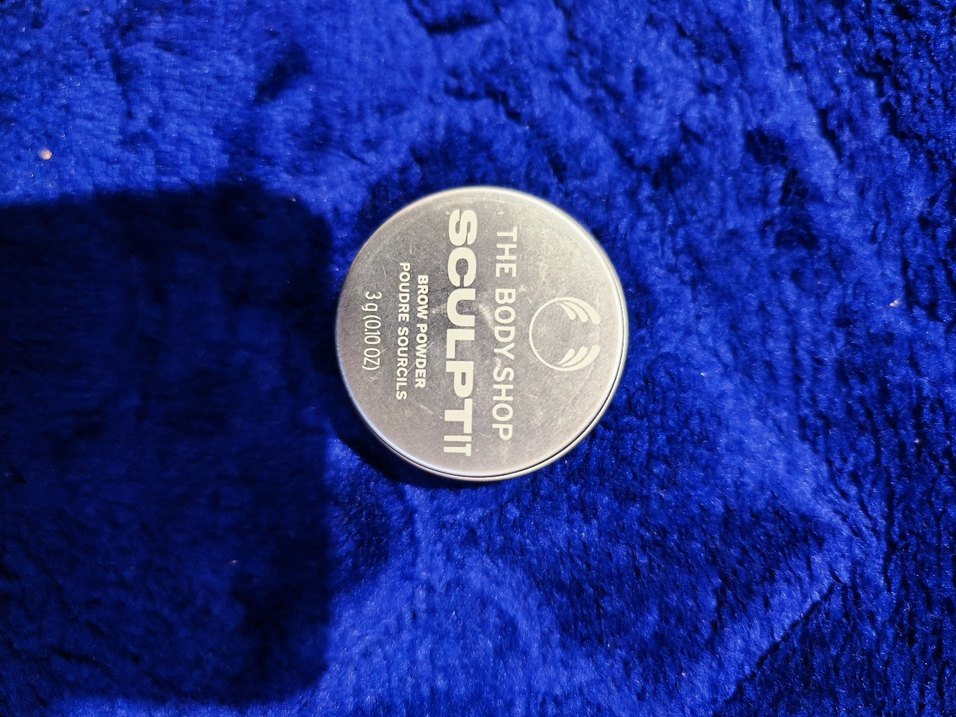 THE BODY SHOP
SCULPT IT
BROW POWDER
POUDRE SOURCILS
3 g (0.10 OZ)